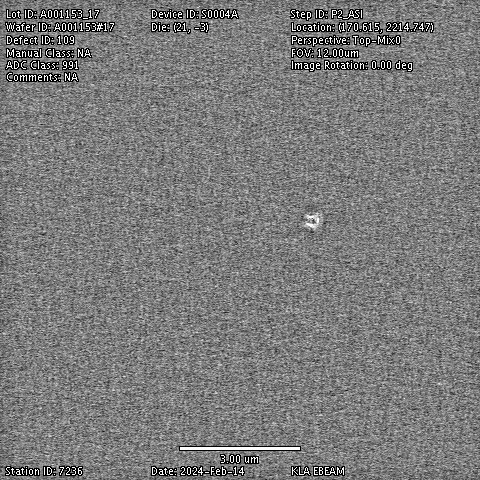 Lot ID: A001153_17
Wafer ID: A001153#17
Defect ID: 109
Manual Class: NA
ADC Class: 991
Comments: NA
Device ID: S0004A
Die: (21, -3)
Step ID: P2_ASI
Location: (170.615, 2214.747)
Perspective: Top-Mix0
FOV: 12.00um
Image Rotation: 0.00 deg
3.00 um
Station ID: 7236
Date: 2024-Feb-14
KLA EBEAM